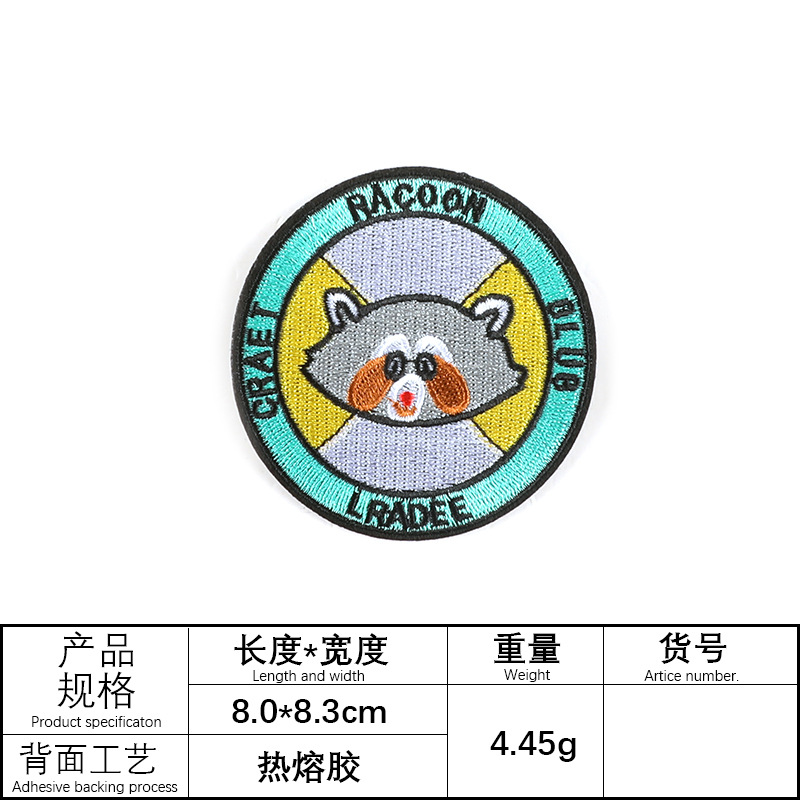 RACOON
CRAET
BLUB
LRADEE
产品
规格
Product specificaton
长度*宽度
Length and width
重量
Weight
货号
Artice number.
8.0*8.3cm
4.45g
背面工艺
Adhesive backing process
热熔胶